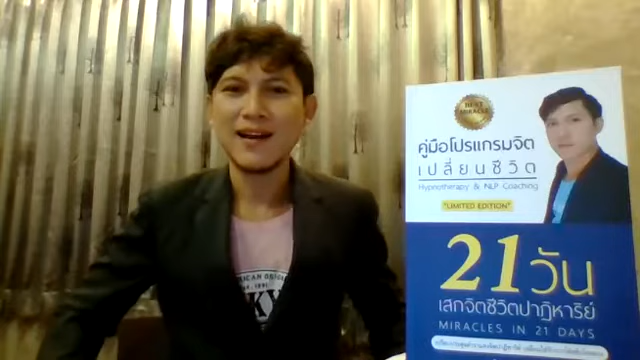 BEST
MIRACLE
คู่มือโปรแกรมจิต
เปลี่ยนชีวิต
Hypnotherapy & NLP Coaching
"LIMITED EDITION"
21 วัน
เสกจิตชีวิตปาฏิหาริย์
MIRACLES IN 21 DAYS